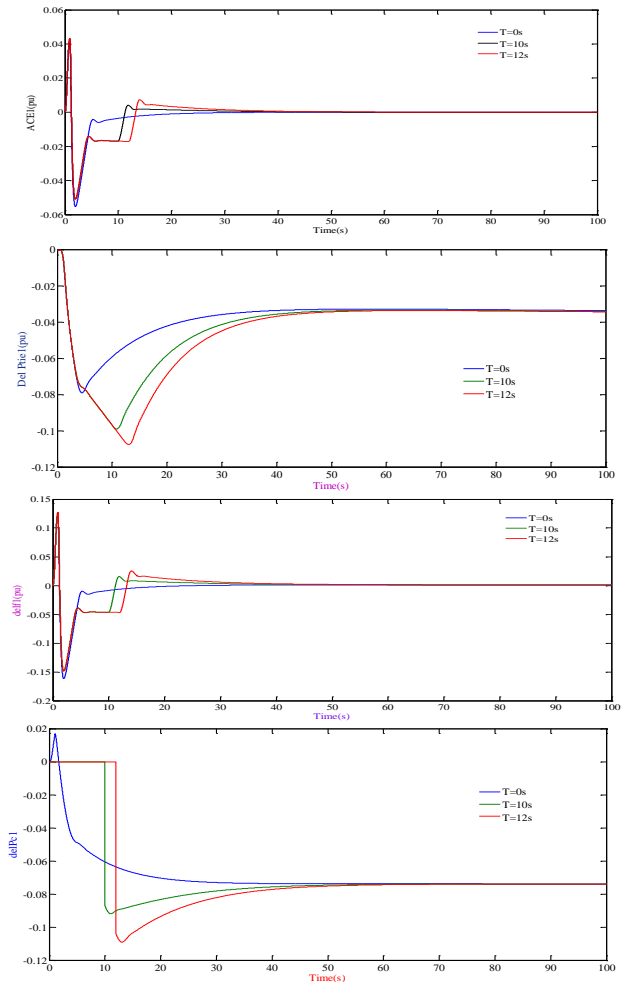 0.06
0.04
0.02
0
-0.02
-0.04
-0.06
ACE1(pu)
T=0s
T=10s
T=12s
0 10 20 30 40 50 60 70 80 90 100
Time(s)
0
-0.02
-0.04
-0.06
-0.08
-0.1
-0.12
Del Ptie1(pu)
T=0s
T=10s
T=12s
0 10 20 30 40 50 60 70 80 90 100
Time(s)
0.15
0.1
0.05
0
-0.05
-0.1
-0.15
-0.2
delf1(pu)
T=0s
T=10s
T=12s
0 10 20 30 40 50 60 70 80 90 100
Time(s)
0.02
0
-0.02
-0.04
-0.06
-0.08
-0.1
-0.12
delPc1
T=0s
T=10s
T=12s
0 10 20 30 40 50 60 70 80 90 100
Time(s)